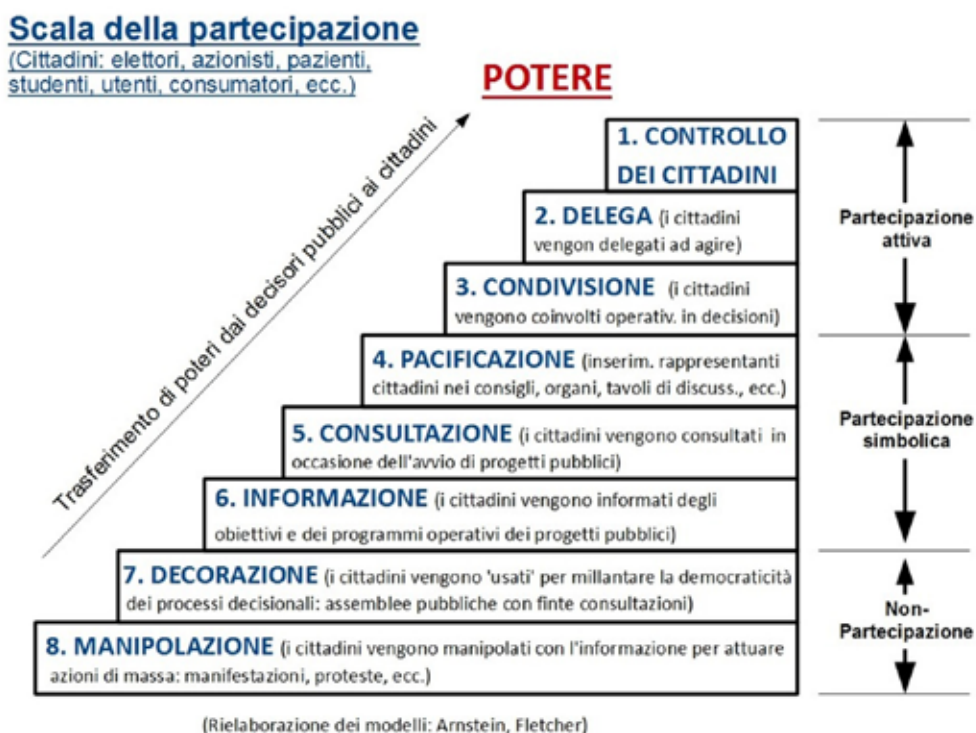 Scala della partecipazione
(Cittadini: elettori, azionisti, pazienti,
studenti, utenti, consumatori, ecc.)
POTERE
Trasferimento di poteri dai decisori pubblici ai cittadini
1. CONTROLLO
DEI CITTADINI
2. DELEGA (i cittadini
vengon delegati ad agire)
3. CONDIVISIONE (i cittadini
vengono coinvolti operativ. in decisioni)
4. PACIFICAZIONE (inserim. rappresentanti
cittadini nei consigli, organi, tavoli di discuss., ecc.)
5. CONSULTAZIONE (i cittadini vengono consultati in
occasione dell'avvio di progetti pubblici)
6. INFORMAZIONE (i cittadini vengono informati degli
obiettivi e dei programmi operativi dei progetti pubblici)
7. DECORAZIONE (i cittadini vengono 'usati' per millantare la democraticità
dei processi decisionali: assemblee pubbliche con finte consultazioni)
8. MANIPOLAZIONE (i cittadini vengono manipolati con l'informazione per attuare
azioni di massa: manifestazioni, proteste, ecc.)
Partecipazione
attiva
Partecipazione
simbolica
Non-
Partecipazione
(Rielaborazione dei modelli: Arnstein, Fletcher)